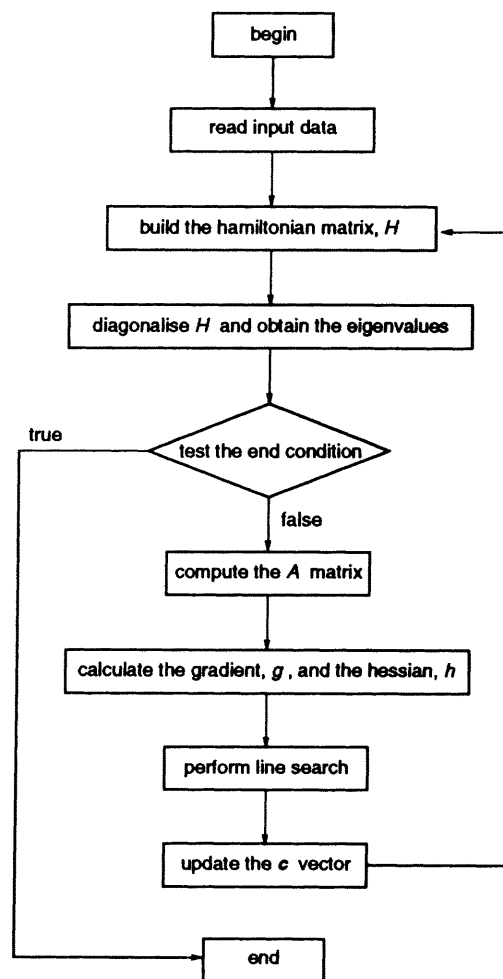 begin
read input data
build the hamiltonian matrix, H
diagonalise H and obtain the eigenvalues
true
test the end condition
false
compute the A matrix
calculate the gradient, g, and the hessian, h
perform line search
update the c vector
end